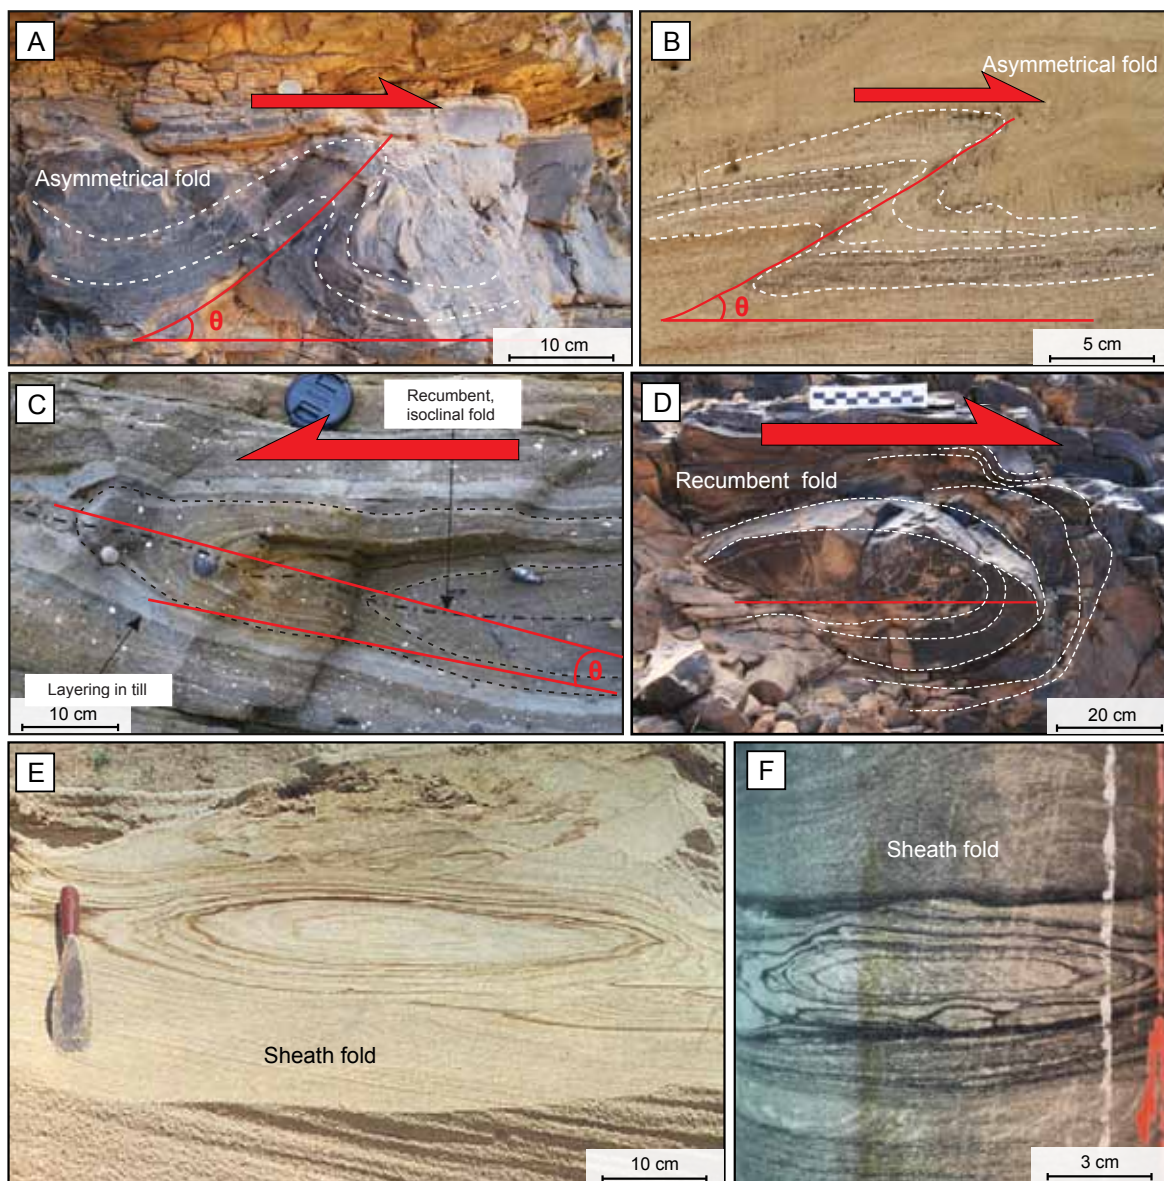 A
Asymmetrical fold
θ
10 cm
B
Asymmetrical fold
θ
5 cm
C
Recumbent,
isoclinal fold
θ
Layering in till
10 cm
D
Recumbent fold
20 cm
E
Sheath fold
10 cm
F
Sheath fold
3 cm